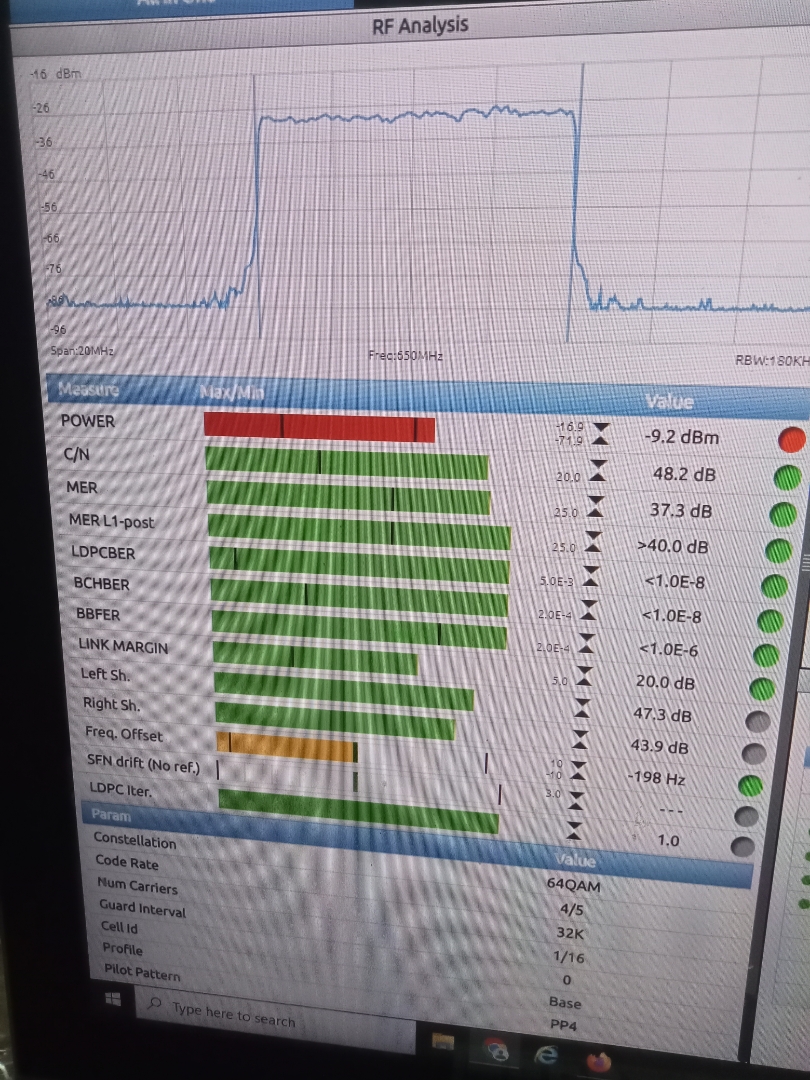 RF Analysis
-16 dBm
-26
-36
-46
-56
-66
-76
-86
-96
Span:20MHz Freq:650MHz RBW:180KH
Measure Max/Min Value
POWER -16.9 -71.9 -9.2 dBm
C/N 20.0 48.2 dB
MER 25.0 37.3 dB
MER L1-post 25.0 >40.0 dB
LDPCBER 5.0E-3 <1.0E-8
BCHBER 2.0E-4 <1.0E-8
BBFER 2.0E-4 <1.0E-6
LINK MARGIN 5.0 20.0 dB
Left Sh. 47.3 dB
Right Sh. 43.9 dB
Freq. Offset 10 -10 -198 Hz
SFN drift (No ref.) 3.0 ---
LDPC Iter. 1.0
Param Value
Constellation 64QAM
Code Rate 4/5
Num Carriers 32K
Guard Interval 1/16
Cell Id 0
Profile Base
Pilot Pattern PP4
Type here to search